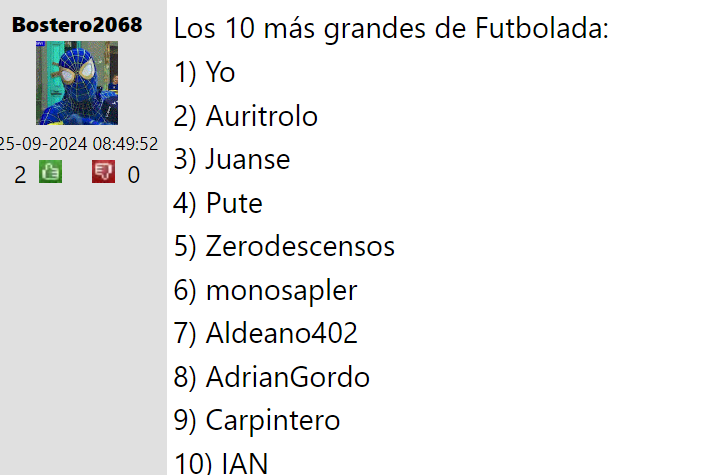 Bostero2068
25-09-2024 08:49:52
2 0
Los 10 más grandes de Futbolada:
1) Yo
2) Auritrolo
3) Juanse
4) Pute
5) Zerodescensos
6) monosapler
7) Aldeano402
8) AdrianGordo
9) Carpintero
10) IAN